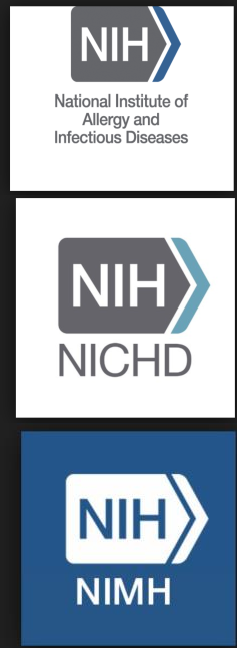 NIH
National Institute of
Allergy and
Infectious Diseases
NIH
NICHD
NIH
NIMH